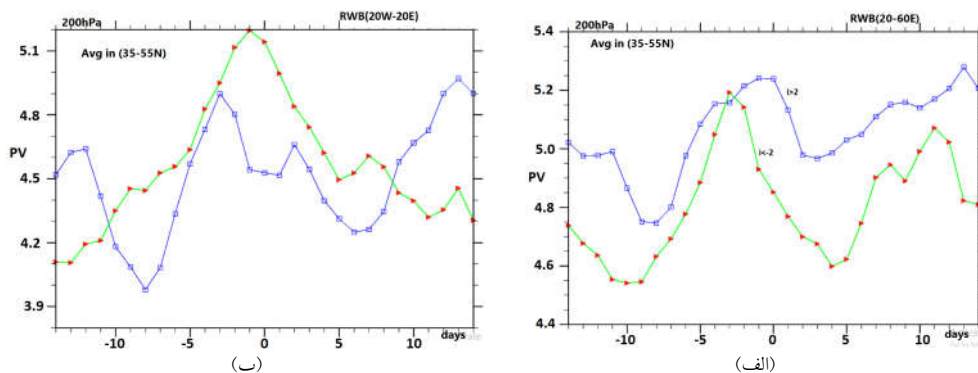 200hPa
RWB(20W-20E)
Avg in (35-55N)
PV
5.1
4.8
4.5
4.2
3.9
-10
-5
0
5
10
days
(ب)
200hPa
RWB(20-60E)
Avg in (35-55N)
PV
5.4
5.2
5.0
4.8
4.6
4.4
i>2
i<-2
-10
-5
0
5
10
days
(الف)